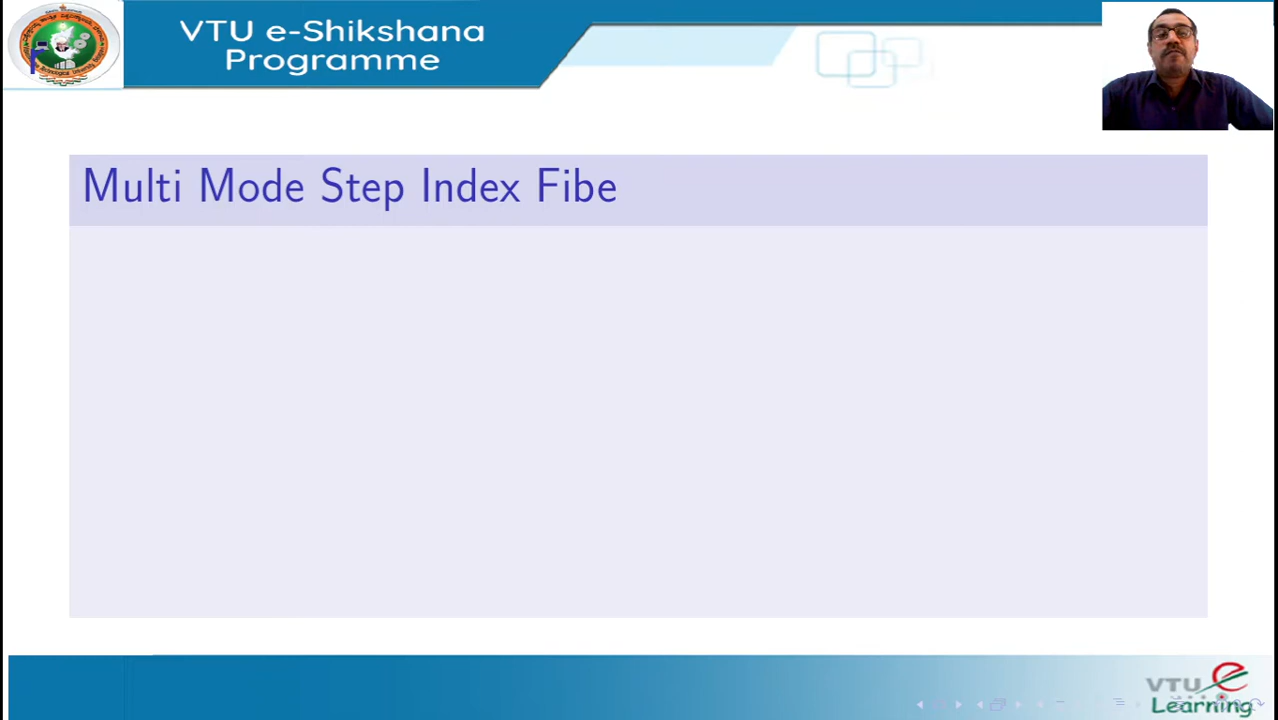 VTU e-Shikshana
Programme
Multi Mode Step Index Fibe
VTU e
Learning